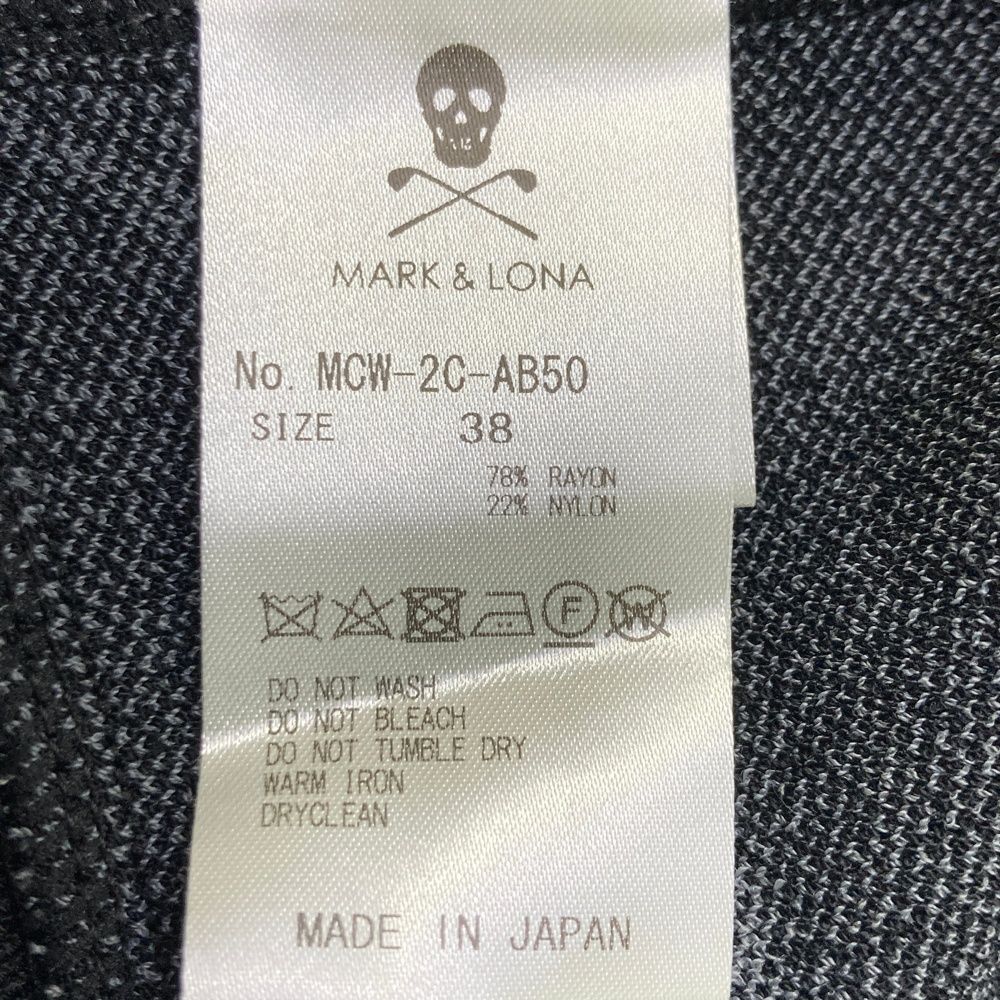 MARK & LONA
No. MCW-2C-AB50
SIZE 38
78% RAYON
22% NYLON
F W
DO NOT WASH
DO NOT BLEACH
DO NOT TUMBLE DRY
WARM IRON
DRYCLEAN
MADE IN JAPAN